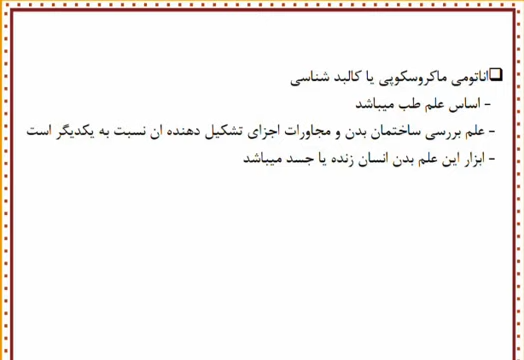 ❑اناتومی ماکروسکوپی یا کالبد شناسی
- اساس علم طب میباشد
- علم بررسی ساختمان بدن و مجاورات اجزای تشکیل دهنده ان نسبت به یکدیگر است
- ابزار این علم بدن انسان زنده یا جسد میباشد